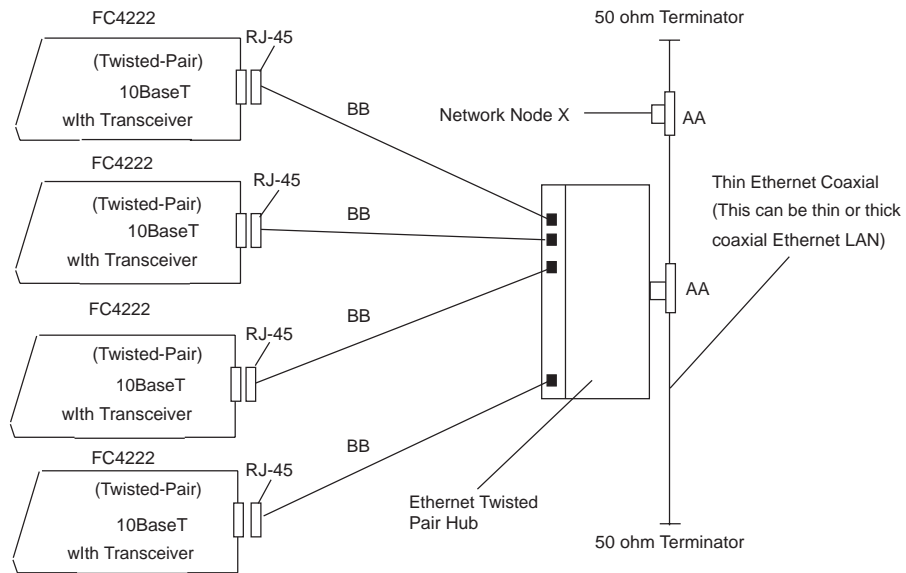 FC4222
RJ-45
(Twisted-Pair)
10BaseT
wIth Transceiver
BB
FC4222
RJ-45
(Twisted-Pair)
10BaseT
wIth Transceiver
BB
FC4222
RJ-45
(Twisted-Pair)
10BaseT
wIth Transceiver
BB
FC4222
RJ-45
(Twisted-Pair)
10BaseT
wIth Transceiver
BB
Ethernet Twisted
Pair Hub
50 ohm Terminator
Network Node X
AA
Thin Ethernet Coaxial
(This can be thin or thick
coaxial Ethernet LAN)
AA
50 ohm Terminator